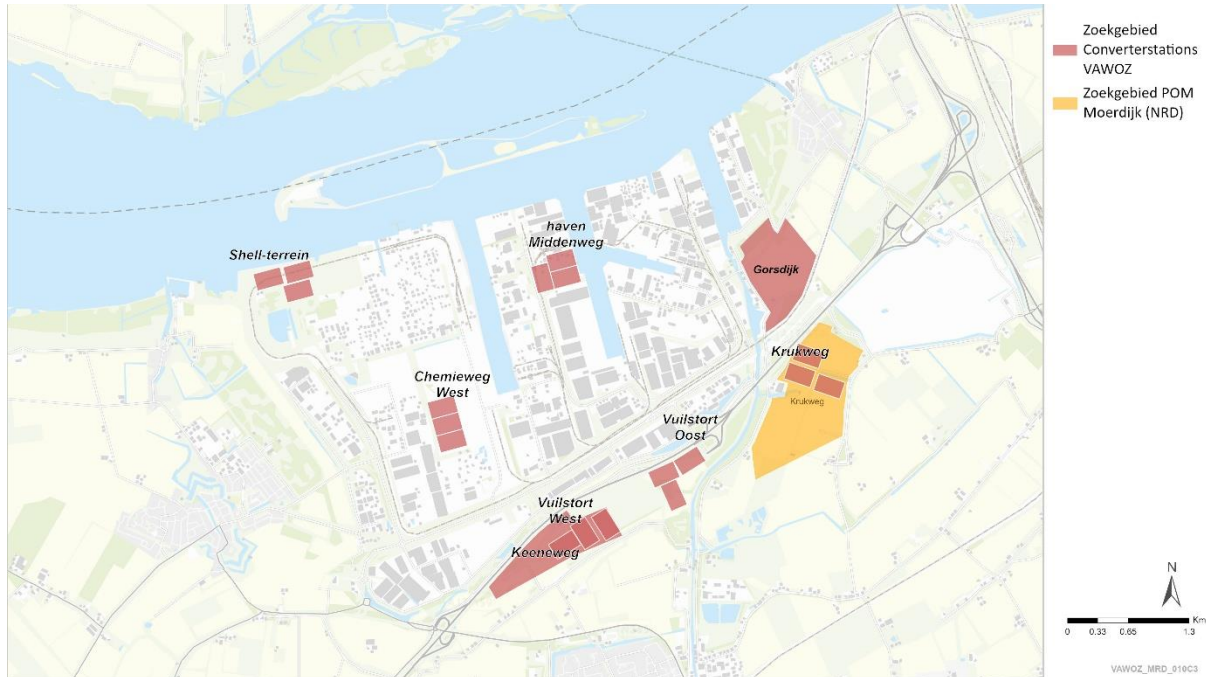 Zoekgebied
Converterstations
VAWOZ
Zoekgebied POM
Moerdijk (NRD)
haven
Middenweg
Shell-terrein
Gorsdijk
Krukweg
Chemieweg
West
Krukweg
Vuilstort
Oost
Vuilstort
West
Keeneweg
N
Km
0 0.33 0.65 1.3
VAWOZ_MRD_010C3